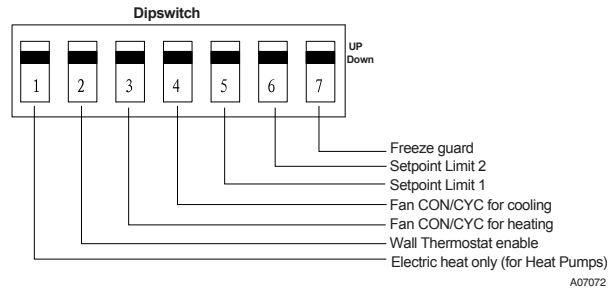 Dipswitch
UP
Down
1 2 3 4 5 6 7
Freeze guard
Setpoint Limit 2
Setpoint Limit 1
Fan CON/CYC for cooling
Fan CON/CYC for heating
Wall Thermostat enable
Electric heat only (for Heat Pumps)
A07072